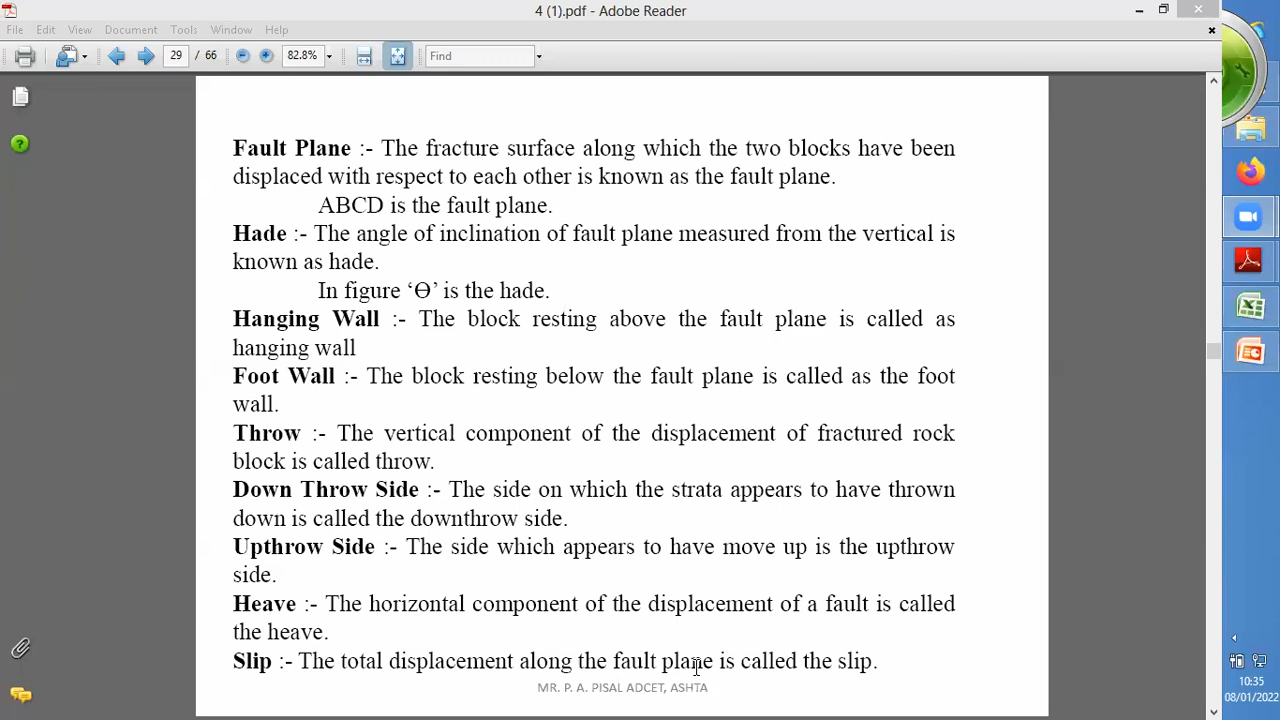 4 (1).pdf - Adobe Reader
File Edit View Document Tools Window Help
29 / 66 82.8% Find
Fault Plane :- The fracture surface along which the two blocks have been
displaced with respect to each other is known as the fault plane.
ABCD is the fault plane.
Hade :- The angle of inclination of fault plane measured from the vertical is
known as hade.
In figure ‘Ө’ is the hade.
Hanging Wall :- The block resting above the fault plane is called as
hanging wall
Foot Wall :- The block resting below the fault plane is called as the foot
wall.
Throw :- The vertical component of the displacement of fractured rock
block is called throw.
Down Throw Side :- The side on which the strata appears to have thrown
down is called the downthrow side.
Upthrow Side :- The side which appears to have move up is the upthrow
side.
Heave :- The horizontal component of the displacement of a fault is called
the heave.
Slip :- The total displacement along the fault plane is called the slip.
MR. P. A. PISAL ADCET, ASHTA
10:35
08/01/2022